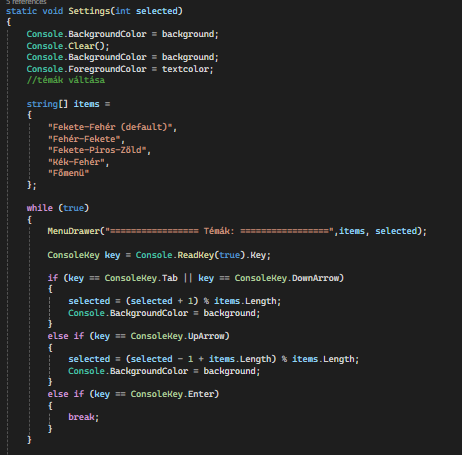 5 references
static void Settings(int selected)
{
Console.BackgroundColor = background;
Console.Clear();
Console.BackgroundColor = background;
Console.ForegroundColor = textcolor;
//témák váltása
string[] items =
{
"Fekete-Fehér (default)",
"Fehér-Fekete",
"Fekete-Piros-Zöld",
"Kék-Fehér",
"Főmenü"
};
while (true)
{
MenuDrawer("================= Témák: =================",items, selected);
ConsoleKey key = Console.ReadKey(true).Key;
if (key == ConsoleKey.Tab || key == ConsoleKey.DownArrow)
{
selected = (selected + 1) % items.Length;
Console.BackgroundColor = background;
}
else if (key == ConsoleKey.UpArrow)
{
selected = (selected - 1 + items.Length) % items.Length;
Console.BackgroundColor = background;
}
else if (key == ConsoleKey.Enter)
{
break;
}
}